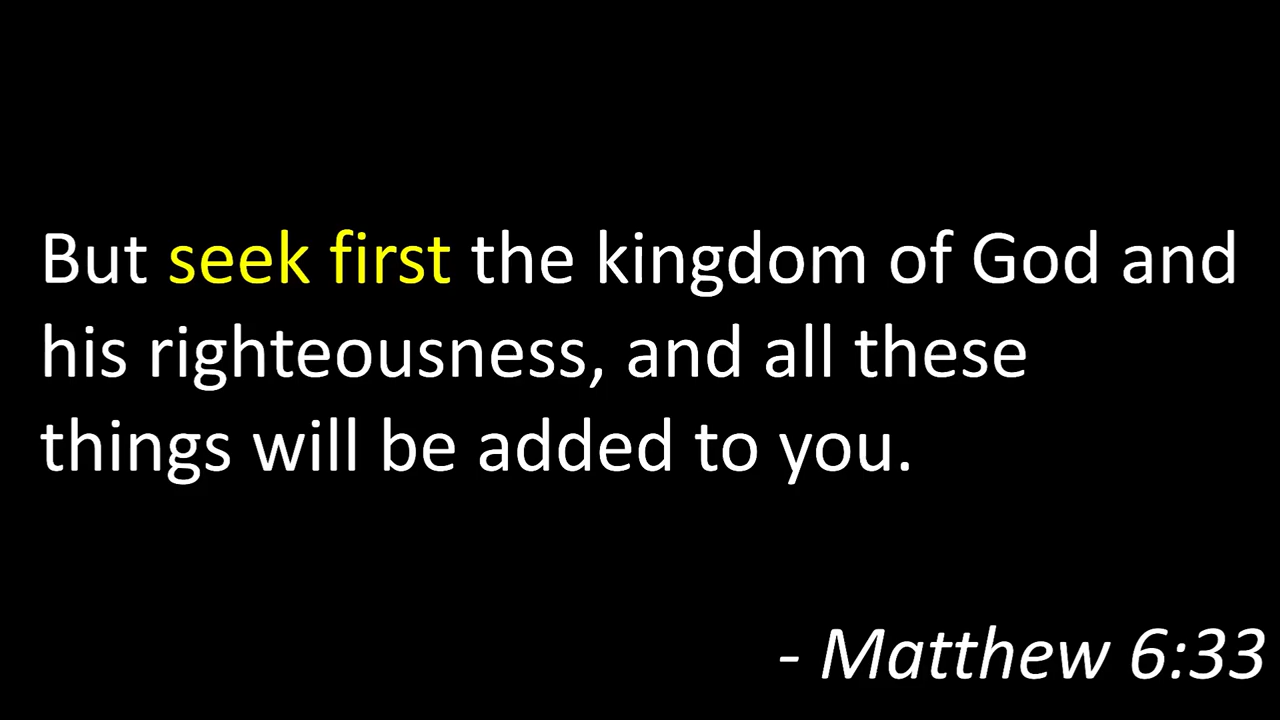 But seek first the kingdom of God and
his righteousness, and all these
things will be added to you.
- Matthew 6:33